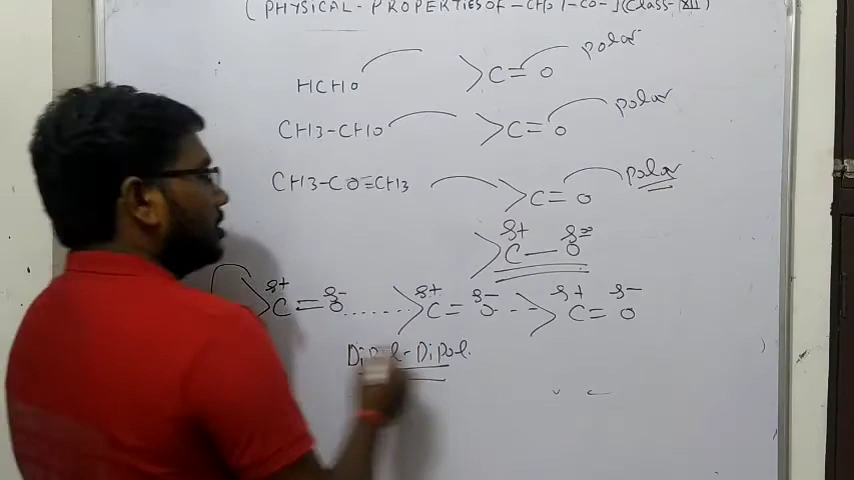 (PHYSICAL-PROPERTIES OF -CHO / -CO-](Class-XII)
HCHO >C=O polar
CH3-CHO >C=O polar
CH3-CO=CH3 >C=O polar
δ+ δ=
>C-O
δ+ δ- δ+ δ- δ+ δ-
>C=O......>C=O--->C=O
Dipol-Dipol.